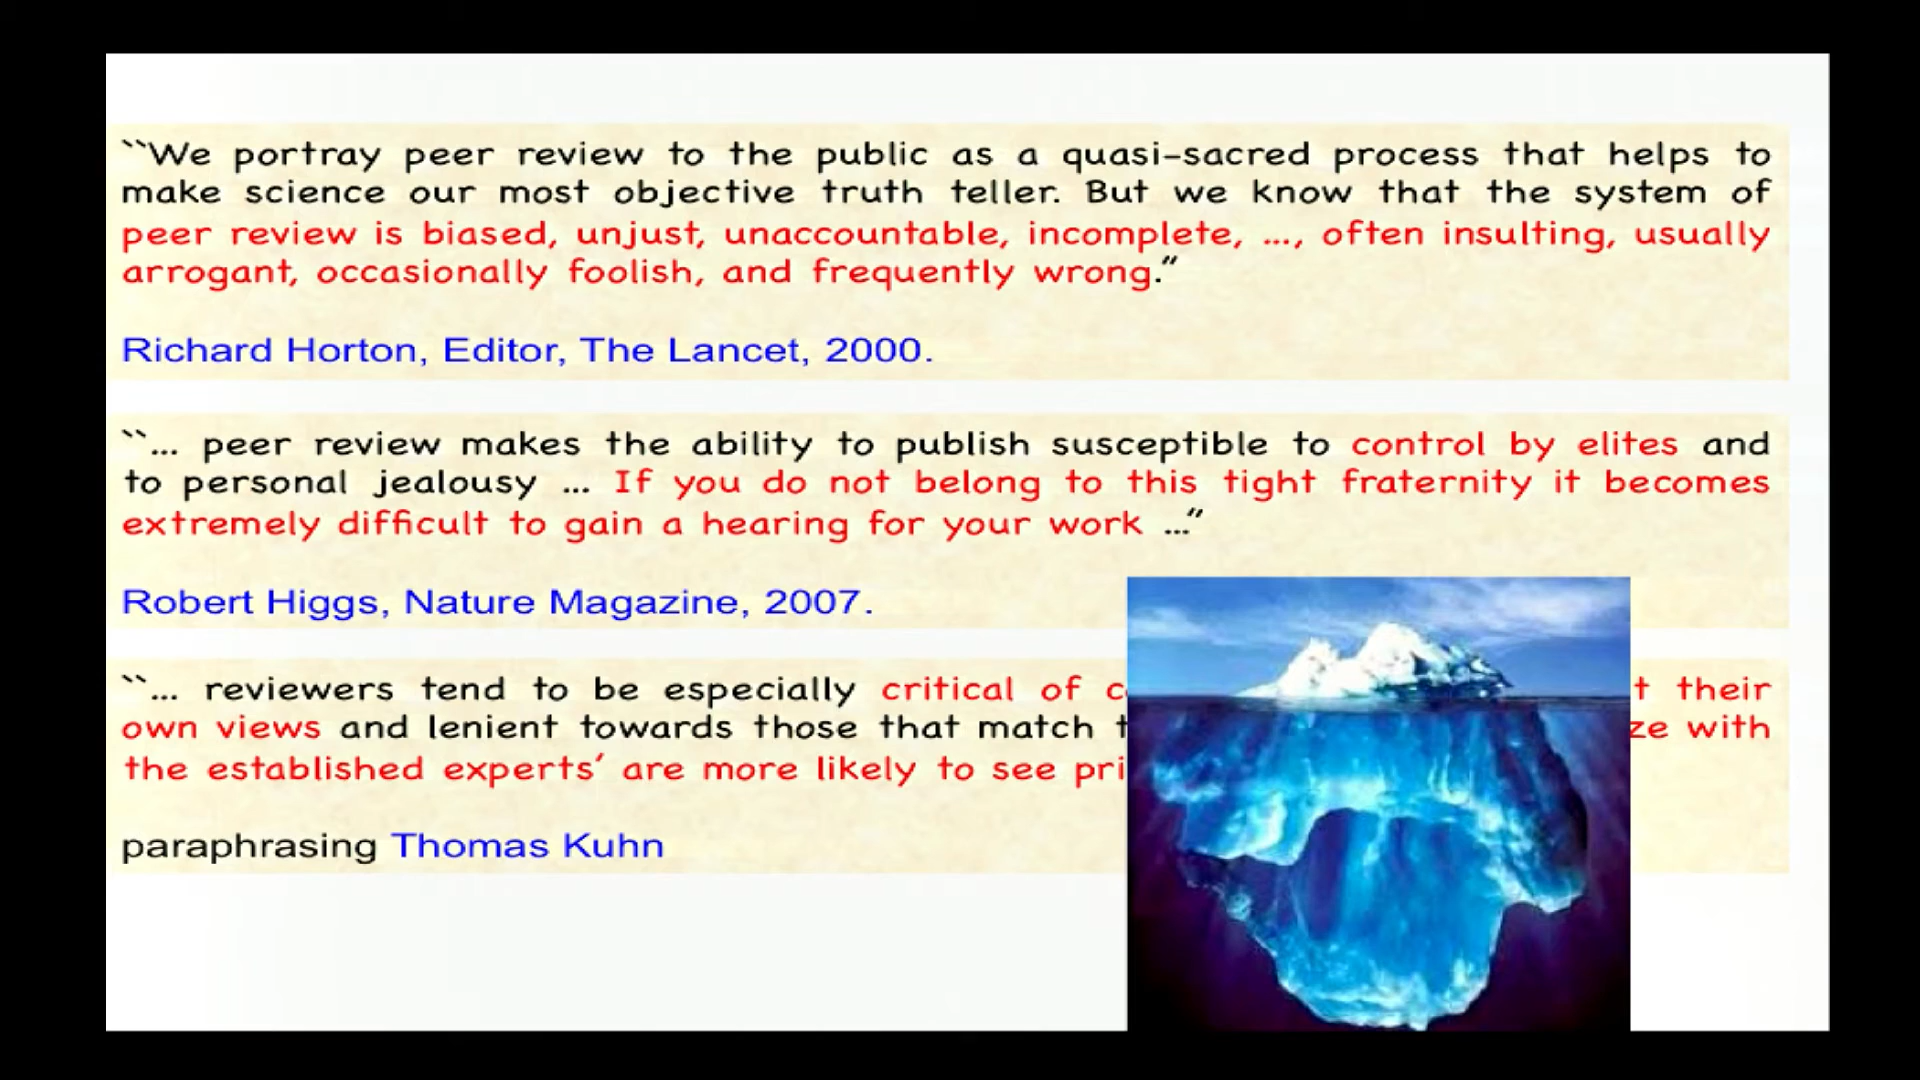 ``We portray peer review to the public as a quasi-sacred process that helps to
make science our most objective truth teller. But we know that the system of
peer review is biased, unjust, unaccountable, incomplete, ..., often insulting, usually
arrogant, occasionally foolish, and frequently wrong.”
Richard Horton, Editor, The Lancet, 2000.
``... peer review makes the ability to publish susceptible to control by elites and
to personal jealousy ... If you do not belong to this tight fraternity it becomes
extremely difficult to gain a hearing for your work ...”
Robert Higgs, Nature Magazine, 2007.
``... reviewers tend to be especially critical of their
own views and lenient towards those that match with
the established experts’ are more likely to see
paraphrasing Thomas Kuhn